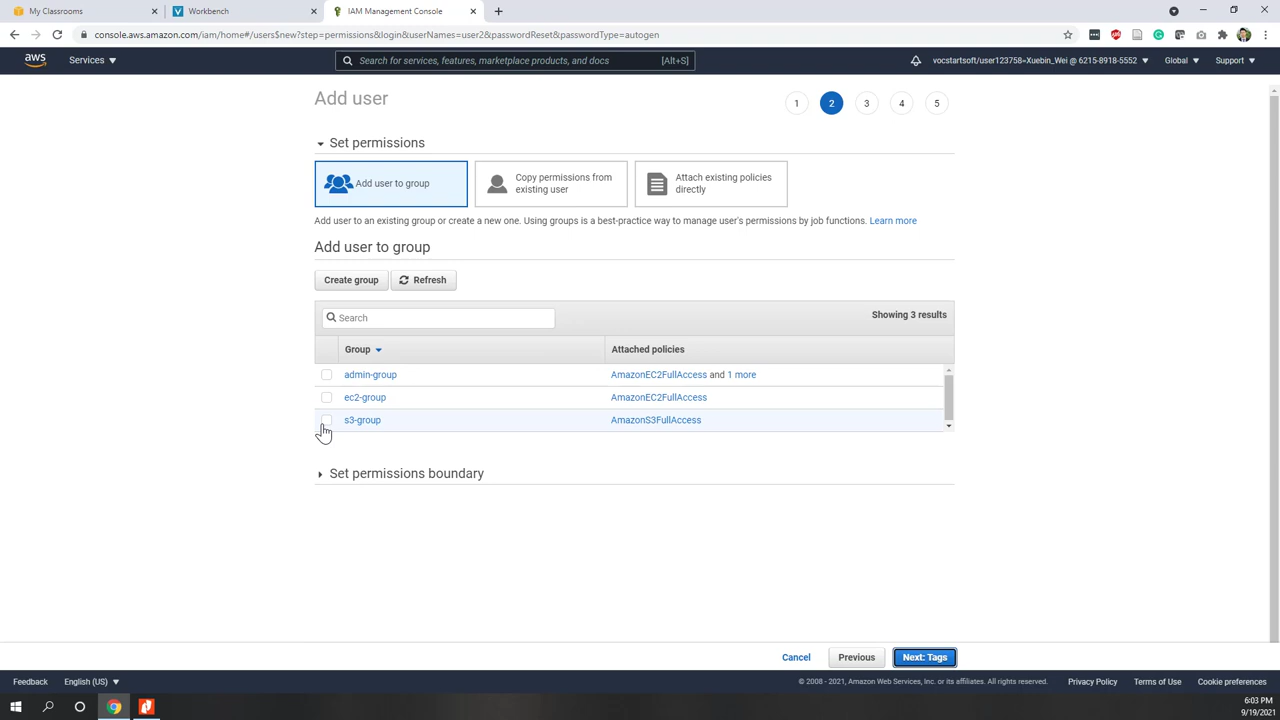 My Classrooms
Workbench
IAM Management Console
console.aws.amazon.com/iam/home#/users$new?step=permissions&login&userNames=user2&passwordReset&passwordType=autogen
aws
Services
Search for services, features, marketplace products, and docs
[Alt+S]
vocstartsoft/user123758=Xuebin_Wei @ 6215-8918-5552
Global
Support
Add user
1
2
3
4
5
Set permissions
Add user to group
Copy permissions from
existing user
Attach existing policies
directly
Add user to an existing group or create a new one. Using groups is a best-practice way to manage user's permissions by job functions. Learn more
Add user to group
Create group
Refresh
Search
Showing 3 results
Group
Attached policies
admin-group
AmazonEC2FullAccess and 1 more
ec2-group
AmazonEC2FullAccess
s3-group
AmazonS3FullAccess
Set permissions boundary
Cancel
Previous
Next: Tags
Feedback
English (US)
© 2008 - 2021, Amazon Web Services, Inc. or its affiliates. All rights reserved.
Privacy Policy
Terms of Use
Cookie preferences
6:03 PM
9/19/2021